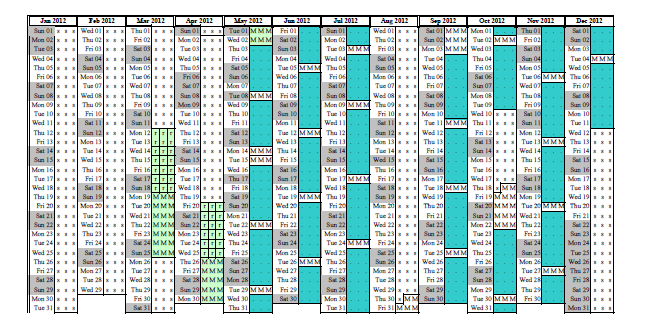 Jan 2012 Feb 2012 Mar 2012 Apr 2012 May 2012 Jun 2012 Jul 2012 Aug 2012 Sep 2012 Oct 2012 Nov 2012 Dec 2012
Sun 01 x x x Wed 01 x x x Thu 01 x x x Sun 01 x x x Tue 01 M M M Fri 01 Sun 01 Wed 01 x x x Sat 01 M M M Mon 01 Thu 01 Sat 01
Mon 02 x x x Thu 02 x x x Fri 02 x x x Mon 02 x x x Wed 02 M M M Sat 02 Mon 02 Thu 02 x x x Sun 02 M M M Tue 02 M M M Fri 02 Sun 02
Tue 03 x x x Fri 03 x x x Sat 03 x x x Tue 03 x x x Thu 03 Sun 03 Tue 03 M M M Fri 03 x x x Mon 03 Wed 03 Sat 03 Mon 03
Wed 04 x x x Sat 04 x x x Sun 04 x x x Wed 04 x x x Fri 04 Mon 04 Wed 04 Sat 04 x x x Tue 04 Thu 04 Sun 04 Tue 04 M M M
Thu 05 x x x Sun 05 x x x Mon 05 x x x Thu 05 x x x Sat 05 Tue 05 M M M Thu 05 Sun 05 x x x Wed 05 Fri 05 Mon 05 Wed 05
Fri 06 x x x Mon 06 x x x Tue 06 x x x Fri 06 x x x Sun 06 Wed 06 Fri 06 Mon 06 x x x Thu 06 Sat 06 Tue 06 M M M Thu 06
Sat 07 x x x Tue 07 x x x Wed 07 x x x Sat 07 x x x Mon 07 Thu 07 Sat 07 Tue 07 x x x Fri 07 Sun 07 Wed 07 Fri 07
Sun 08 x x x Wed 08 x x x Thu 08 x x x Sun 08 x x x Tue 08 M M M Fri 08 Sun 08 Wed 08 x x x Sat 08 Mon 08 Thu 08 Sat 08
Mon 09 x x x Thu 09 x x x Fri 09 x x x Mon 09 x x x Wed 09 Sat 09 Mon 09 M M M Thu 09 x x x Sun 09 Tue 09 Fri 09 Sun 09
Tue 10 x x x Fri 10 x x x Sat 10 x x x Tue 10 x x x Thu 10 Sun 10 Tue 10 Fri 10 x x x Mon 10 Wed 10 x x x Sat 10 Mon 10
Wed 11 x x x Sat 11 x x x Sun 11 x x x Wed 11 x x x Fri 11 Mon 11 Wed 11 Sat 11 x x x Tue 11 M M M Thu 11 x x x Sun 11 Tue 11
Thu 12 x x x Sun 12 x x x Mon 12 r r r Thu 12 x x x Sat 12 Tue 12 M M M Thu 12 Sun 12 x x x Wed 12 Fri 12 x x x Mon 12 M M M Wed 12 x x x
Fri 13 x x x Mon 13 x x x Tue 13 r r r Fri 13 x x x Sun 13 Wed 13 Fri 13 Mon 13 x x x Thu 13 Sat 13 x x x Tue 13 Thu 13 x x x
Sat 14 x x x Tue 14 x x x Wed 14 r r r Sat 14 x x x Mon 14 M M M Thu 14 Sat 14 Tue 14 x x x Fri 14 Sun 14 x x x Wed 14 Fri 14 x x x
Sun 15 x x x Wed 15 x x x Thu 15 r r r Sun 15 x x x Tue 15 M M M Fri 15 Sun 15 Wed 15 x x x Sat 15 Mon 15 x x x Thu 15 Sat 15 x x x
Mon 16 x x x Thu 16 x x x Fri 16 r r r Mon 16 x x x Wed 16 Sat 16 Mon 16 Thu 16 x x x Sun 16 Tue 16 x x x Fri 16 Sun 16 x x x
Tue 17 x x x Fri 17 x x x Sat 17 r r r Tue 17 x x x Thu 17 Sun 17 Tue 17 M M M Fri 17 x x x Mon 17 Wed 17 x x x Sat 17 Mon 17 x x x
Wed 18 x x x Sat 18 x x x Sun 18 r r r Wed 18 x x x Fri 18 Mon 18 Wed 18 Sat 18 x x x Tue 18 M M M Thu 18 x M M Sun 18 Tue 18 x x x
Thu 19 x x x Sun 19 x x x Mon 19 M M M Thu 19 x x x Sat 19 Tue 19 M M M Thu 19 Sun 19 x x x Wed 19 Fri 19 M M M Mon 19 Wed 19 x x x
Fri 20 x x x Mon 20 x x x Tue 20 M M M Fri 20 r r r Sun 20 Wed 20 Fri 20 Mon 20 x x x Thu 20 Sat 20 M M M Tue 20 M M M Thu 20 x x x
Sat 21 x x x Tue 21 x x x Wed 21 M M M Sat 21 r r r Mon 21 Thu 21 Sat 21 Tue 21 x x x Fri 21 Sun 21 M M M Wed 21 Fri 21 x x x
Sun 22 x x x Wed 22 x x x Thu 22 M M M Sun 22 r r r Tue 22 M M M Fri 22 Sun 22 Wed 22 x x x Sat 22 Mon 22 M M M Thu 22 Sat 22 x x x
Mon 23 x x x Thu 23 x x x Fri 23 M M M Mon 23 r r r Wed 23 Sat 23 Mon 23 Thu 23 x x x Sun 23 Tue 23 Fri 23 Sun 23 x x x
Tue 24 x x x Fri 24 x x x Sat 24 M M M Tue 24 r r r Thu 24 Sun 24 Tue 24 M M M Fri 24 x x x Mon 24 Wed 24 Sat 24 Mon 24 x x x
Wed 25 x x x Sat 25 x x x Sun 25 M M M Wed 25 r r r Fri 25 Mon 25 Wed 25 Sat 25 x x x Tue 25 M M M Thu 25 Sun 25 Tue 25 x x x
Thu 26 x x x Sun 26 x x x Mon 26 x x x Thu 26 M M M Sat 26 Tue 26 M M M Thu 26 Sun 26 x x x Wed 26 Fri 26 Mon 26 Wed 26 x x x
Fri 27 x x x Mon 27 x x x Tue 27 x x x Fri 27 M M M Sun 27 Wed 27 Fri 27 Mon 27 x x x Thu 27 Sat 27 Tue 27 M M M Thu 27 x x x
Sat 28 x x x Tue 28 x x x Wed 28 x x x Sat 28 M M M Mon 28 Thu 28 Sat 28 Tue 28 x x x Fri 28 Sun 28 Wed 28 Fri 28 x x x
Sun 29 x x x Wed 29 x x x Thu 29 x x x Sun 29 M M M Tue 29 M M M Fri 29 Sun 29 Wed 29 x x x Sat 29 Mon 29 Thu 29 Sat 29 x x x
Mon 30 x x x Fri 30 x x x Mon 30 M M M Wed 30 Sat 30 Mon 30 Thu 30 x M M Sun 30 Tue 30 M M M Fri 30 Sun 30 x x x
Tue 31 x x x Sat 31 x x x Thu 31 Tue 31 Fri 31 M M M Wed 31 Mon 31